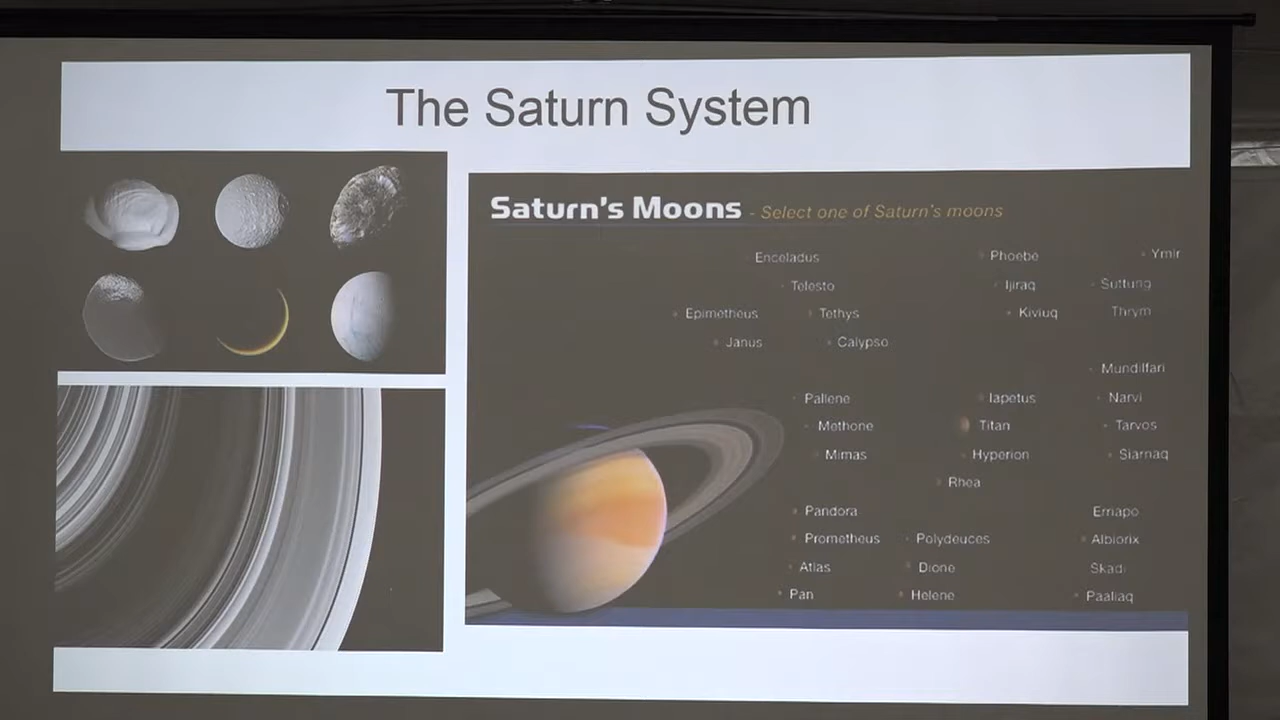 The Saturn System
Saturn's Moons - Select one of Saturn's moons
Enceladus
Phoebe
Ymir
Telesto
Ijiraq
Suttung
Epimetheus
Tethys
Kiviuq
Thrym
Janus
Calypso
Mundilfari
Pallene
Iapetus
Narvi
Methone
Titan
Tarvos
Mimas
Hyperion
Siarnaq
Rhea
Pandora
Erriapo
Prometheus
Polydeuces
Albiorix
Atlas
Dione
Skadi
Pan
Helene
Paaliaq